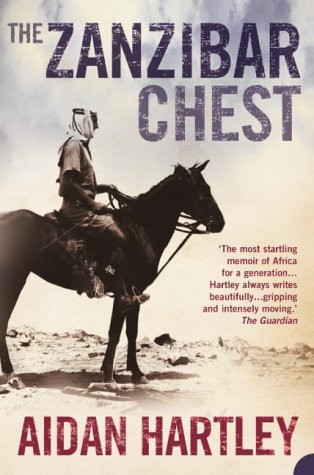 THE ZANZIBAR
CHEST
'The most startling
memoir of Africa
for a generation...
Hartley always writes
beautifully...gripping
and intensely moving.'
The Guardian
AIDAN HARTLEY